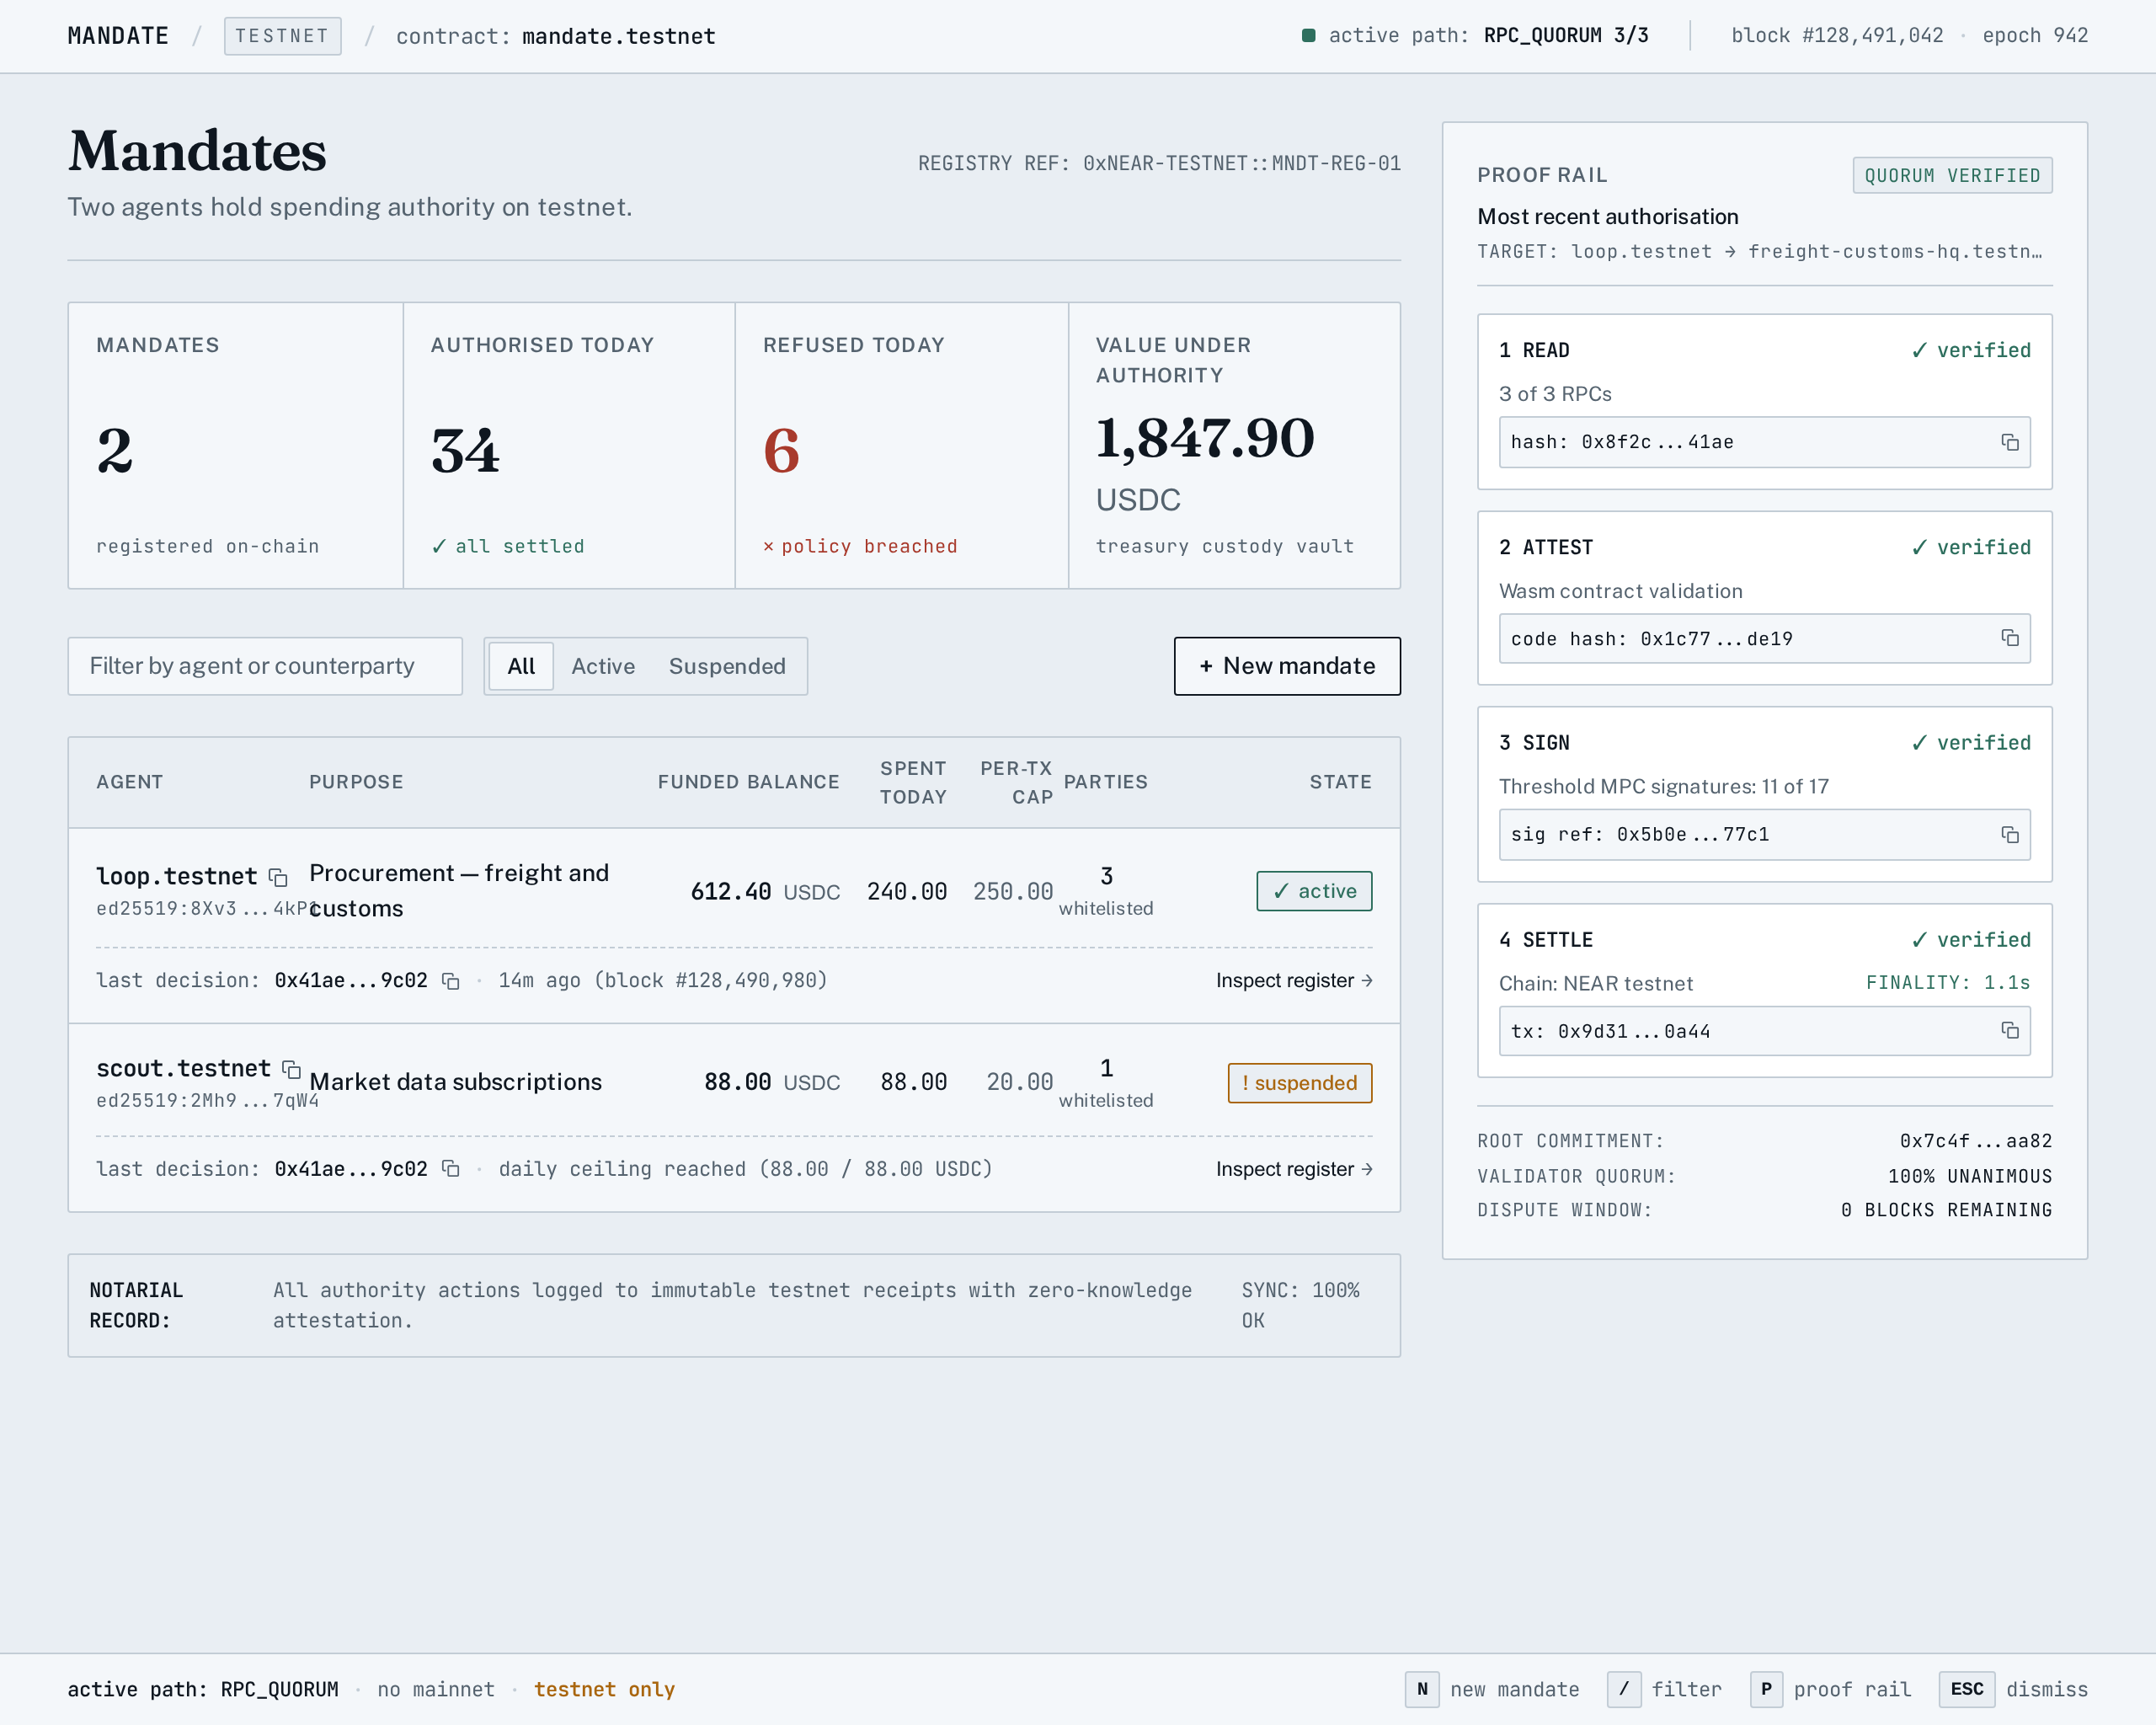 MANDATE / TESTNET / contract: mandate.testnet
active path: RPC_QUORUM 3/3
block #128,491,042 · epoch 942
Mandates
REGISTRY REF: 0xNEAR-TESTNET::MNDT-REG-01
Two agents hold spending authority on testnet.
MANDATES
2
registered on-chain
AUTHORISED TODAY
34
✓ all settled
REFUSED TODAY
6
× policy breached
VALUE UNDER
AUTHORITY
1,847.90
USDC
treasury custody vault
Filter by agent or counterparty
All Active Suspended
+ New mandate
AGENT PURPOSE FUNDED BALANCE SPENT TODAY PER-TX CAP PARTIES STATE
loop.testnet
ed25519:8Xv3...4kP
Procurement — freight and
customs
612.40 USDC 240.00 250.00
3
whitelisted
✓ active
last decision: 0x41ae...9c02 · 14m ago (block #128,490,980)
Inspect register →
scout.testnet
ed25519:2Mh9...7qW4
Market data subscriptions
88.00 USDC 88.00 20.00
1
whitelisted
! suspended
last decision: 0x41ae...9c02 · daily ceiling reached (88.00 / 88.00 USDC)
Inspect register →
NOTARIAL
RECORD:
All authority actions logged to immutable testnet receipts with zero-knowledge
attestation.
SYNC: 100%
OK
PROOF RAIL
QUORUM VERIFIED
Most recent authorisation
TARGET: loop.testnet → freight-customs-hq.testn…
1 READ ✓ verified
3 of 3 RPCs
hash: 0x8f2c...41ae
2 ATTEST ✓ verified
Wasm contract validation
code hash: 0x1c77...de19
3 SIGN ✓ verified
Threshold MPC signatures: 11 of 17
sig ref: 0x5b0e...77c1
4 SETTLE ✓ verified
Chain: NEAR testnet FINALITY: 1.1s
tx: 0x9d31...0a44
ROOT COMMITMENT: 0x7c4f...aa82
VALIDATOR QUORUM: 100% UNANIMOUS
DISPUTE WINDOW: 0 BLOCKS REMAINING
active path: RPC_QUORUM · no mainnet · testnet only
N new mandate / filter P proof rail ESC dismiss